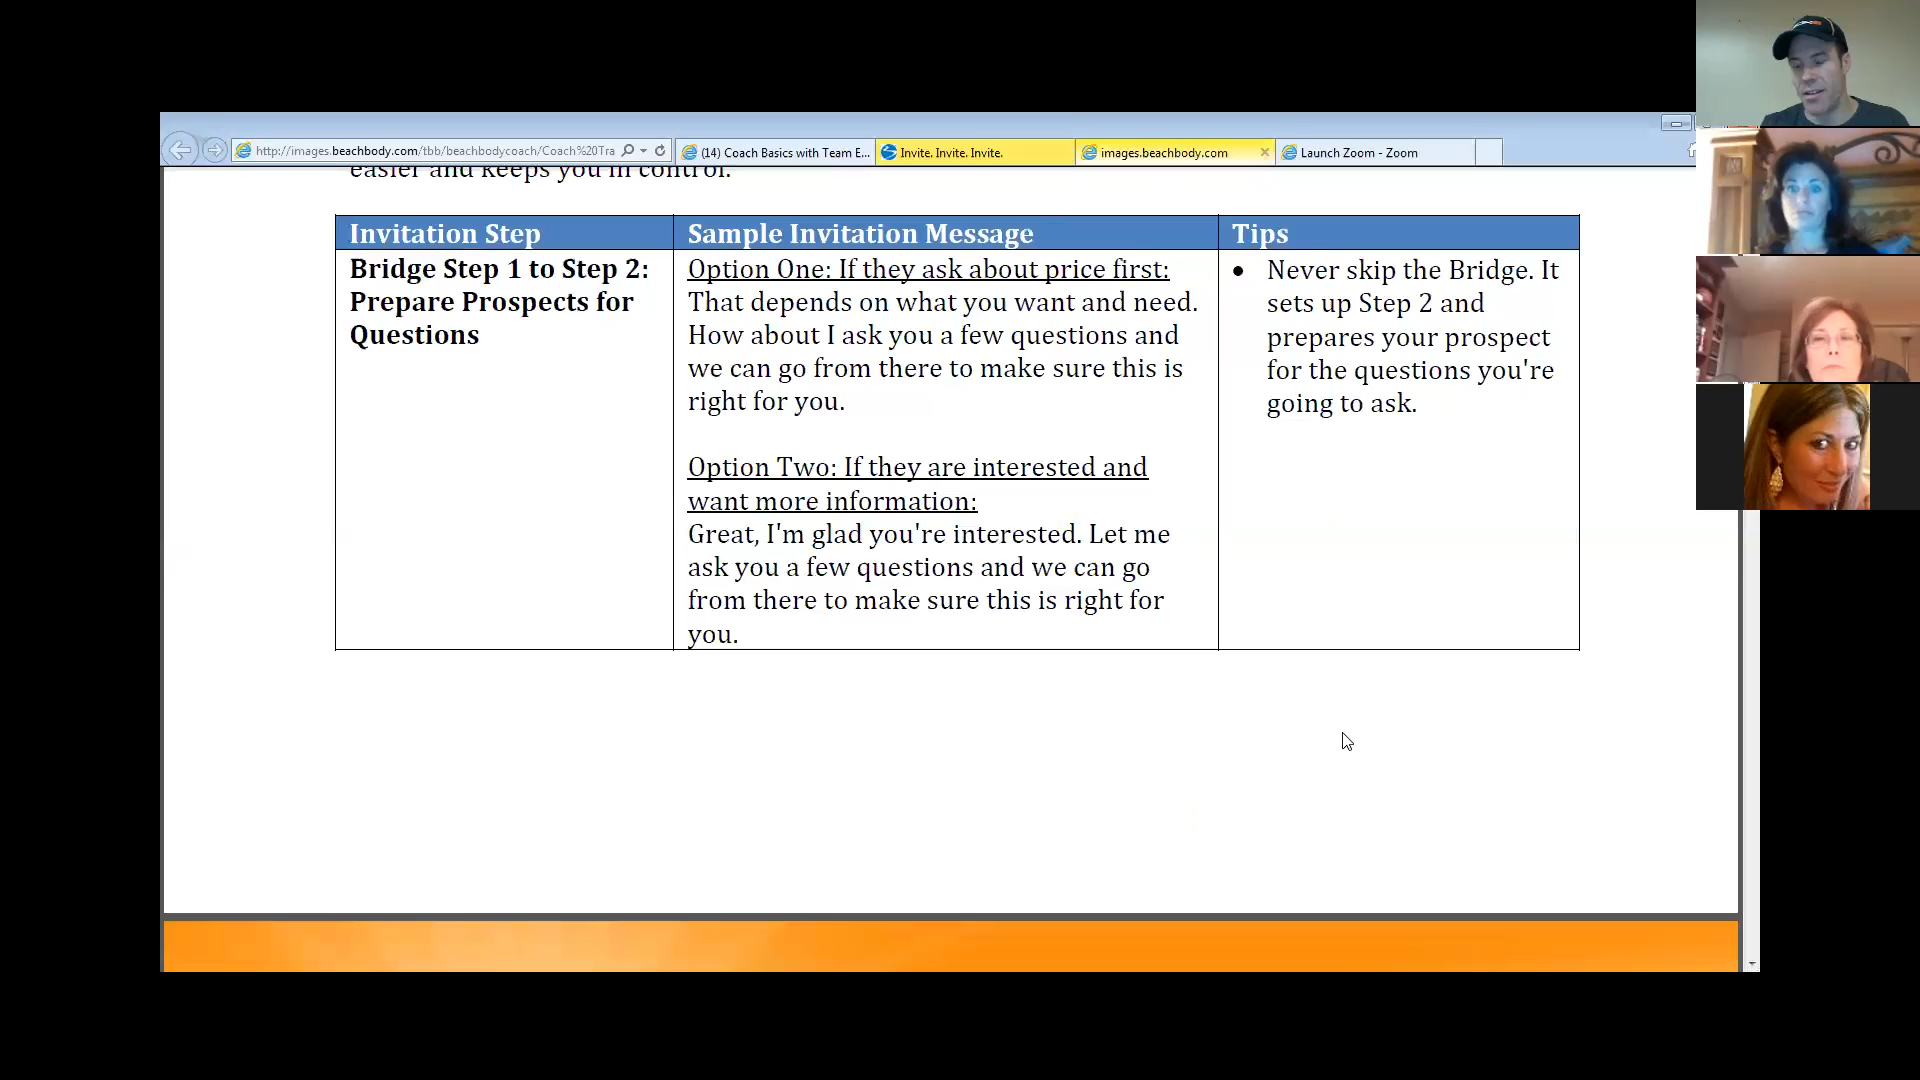 http://images.beachbody.com/tbb/beachbodycoach/Coach%20Tra
(14) Coach Basics with Team E...
Invite. Invite. Invite.
images.beachbody.com
Launch Zoom - Zoom
easier and keeps you in control.
Invitation Step
Sample Invitation Message
Tips
Bridge Step 1 to Step 2:
Prepare Prospects for
Questions
Option One: If they ask about price first:
That depends on what you want and need.
How about I ask you a few questions and
we can go from there to make sure this is
right for you.
Option Two: If they are interested and
want more information:
Great, I'm glad you're interested. Let me
ask you a few questions and we can go
from there to make sure this is right for
you.
• Never skip the Bridge. It
sets up Step 2 and
prepares your prospect
for the questions you're
going to ask.